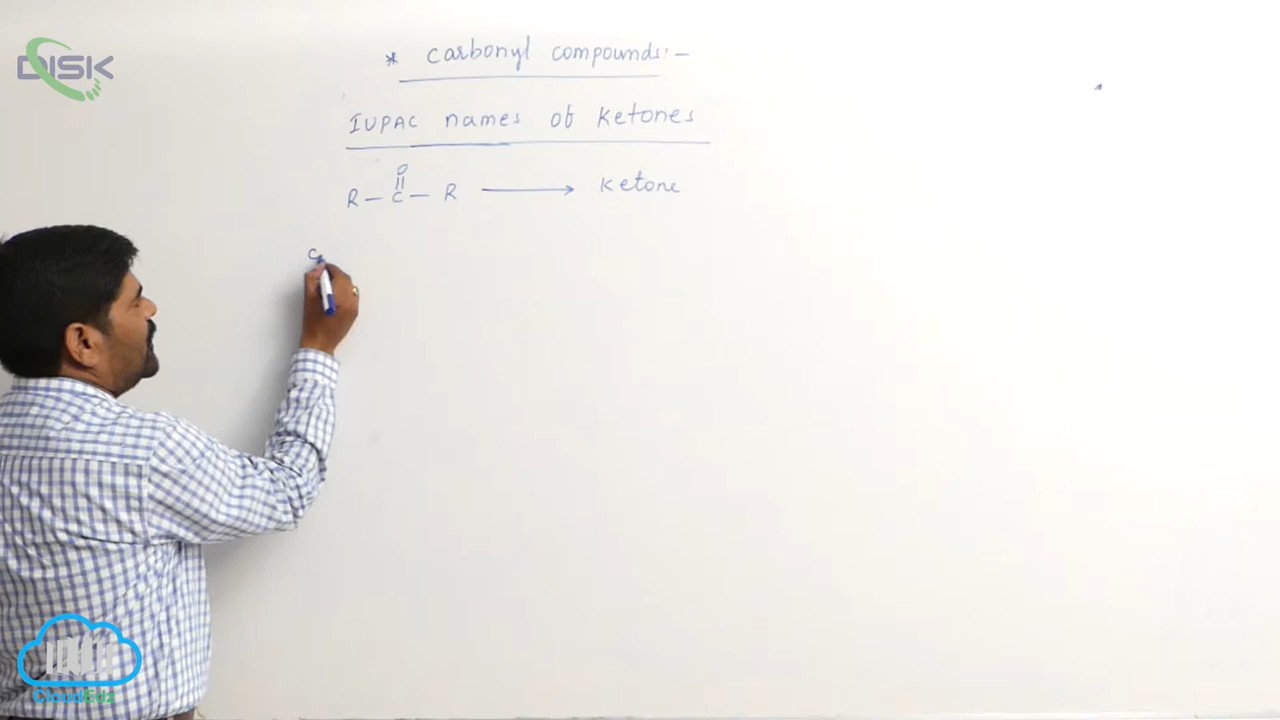 DISK
* Carbonyl compounds:-
IUPAC names of Ketones
O
R — C — R ⟶ Ketone
C
CloudEdz